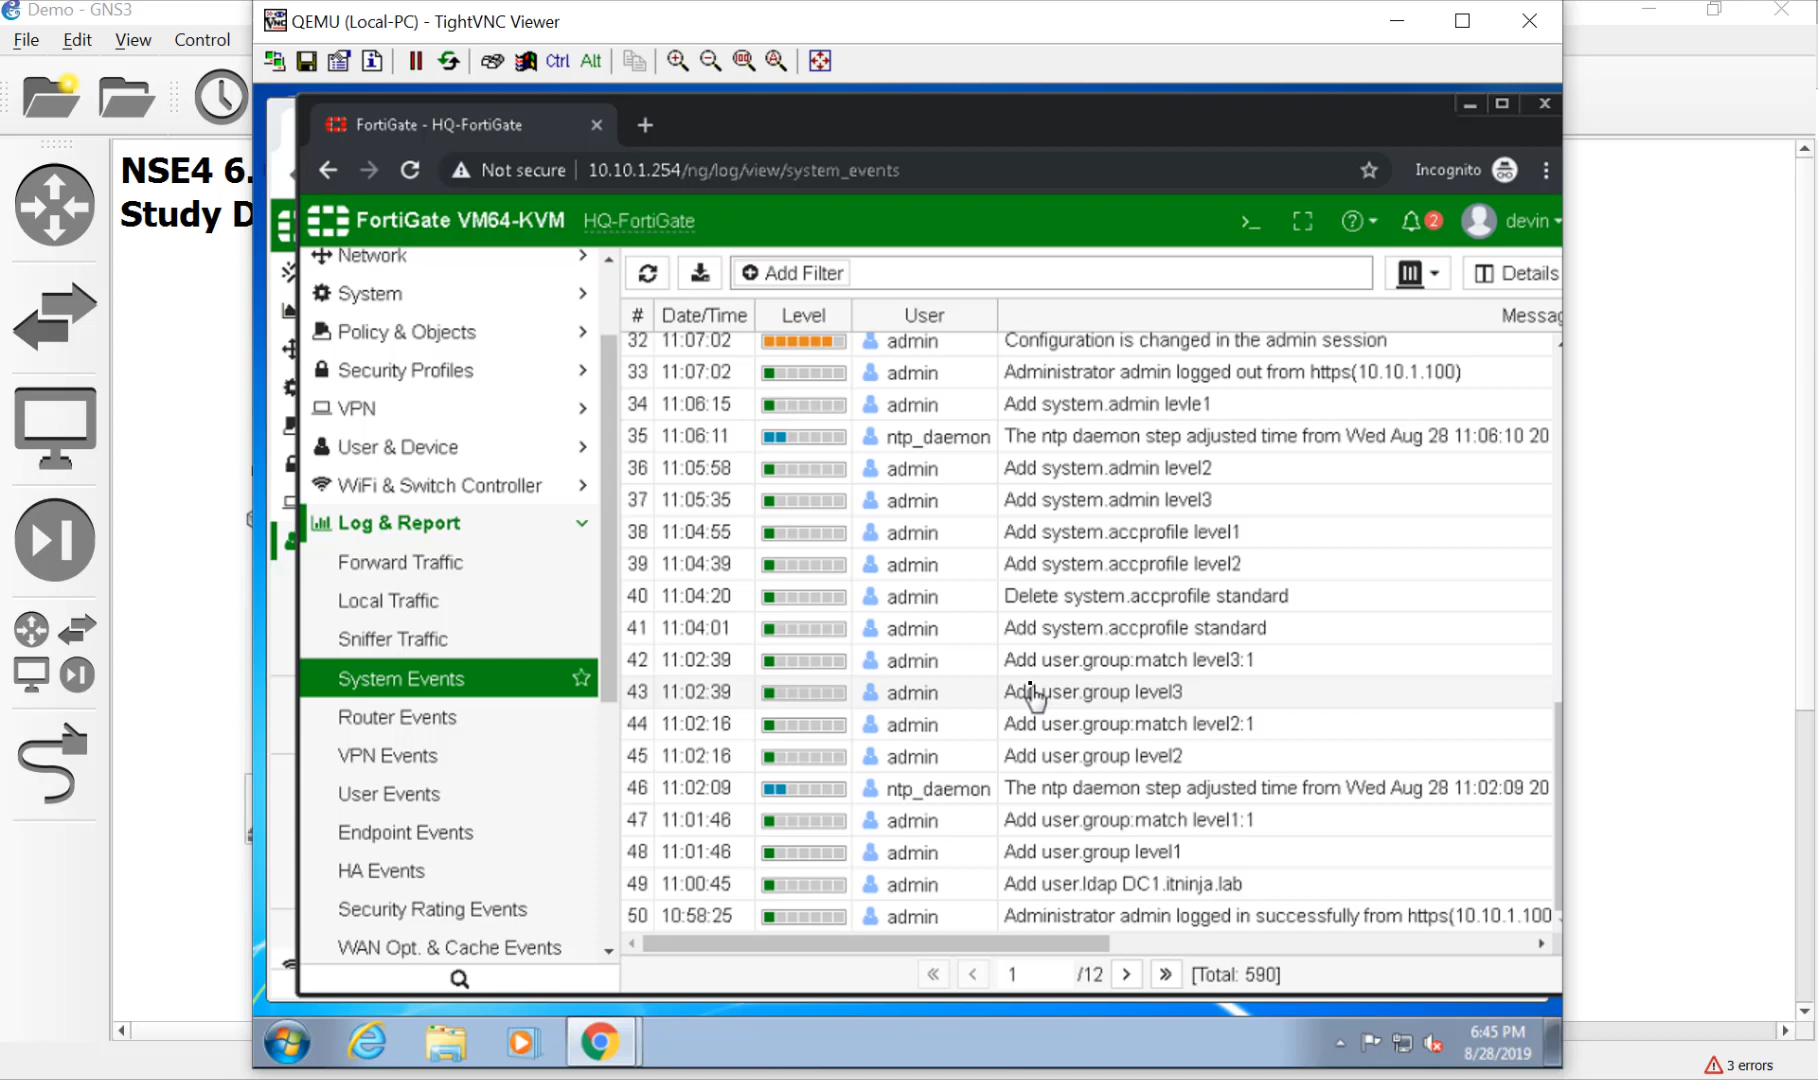 Demo - GNS3
QEMU (Local-PC) - TightVNC Viewer
File Edit View Control
Ctrl Alt
NSE4 6.
Study D
FortiGate - HQ-FortiGate
Not secure 10.10.1.254/ng/log/view/system_events Incognito
FortiGate VM64-KVM HQ-FortiGate 2 devin
Network
System
Policy & Objects
Security Profiles
VPN
User & Device
WiFi & Switch Controller
Log & Report
Forward Traffic
Local Traffic
Sniffer Traffic
System Events
Router Events
VPN Events
User Events
Endpoint Events
HA Events
Security Rating Events
WAN Opt. & Cache Events
Add Filter Details
# Date/Time Level User Messag
32 11:07:02 admin Configuration is changed in the admin session
33 11:07:02 admin Administrator admin logged out from https(10.10.1.100)
34 11:06:15 admin Add system.admin levle1
35 11:06:11 ntp_daemon The ntp daemon step adjusted time from Wed Aug 28 11:06:10 20
36 11:05:58 admin Add system.admin level2
37 11:05:35 admin Add system.admin level3
38 11:04:55 admin Add system.accprofile level1
39 11:04:39 admin Add system.accprofile level2
40 11:04:20 admin Delete system.accprofile standard
41 11:04:01 admin Add system.accprofile standard
42 11:02:39 admin Add user.group:match level3:1
43 11:02:39 admin Add user.group level3
44 11:02:16 admin Add user.group:match level2:1
45 11:02:16 admin Add user.group level2
46 11:02:09 ntp_daemon The ntp daemon step adjusted time from Wed Aug 28 11:02:09 20
47 11:01:46 admin Add user.group:match level1:1
48 11:01:46 admin Add user.group level1
49 11:00:45 admin Add user.ldap DC1.itninja.lab
50 10:58:25 admin Administrator admin logged in successfully from https(10.10.1.100
1 /12 [Total: 590]
6:45 PM
8/28/2019
3 errors